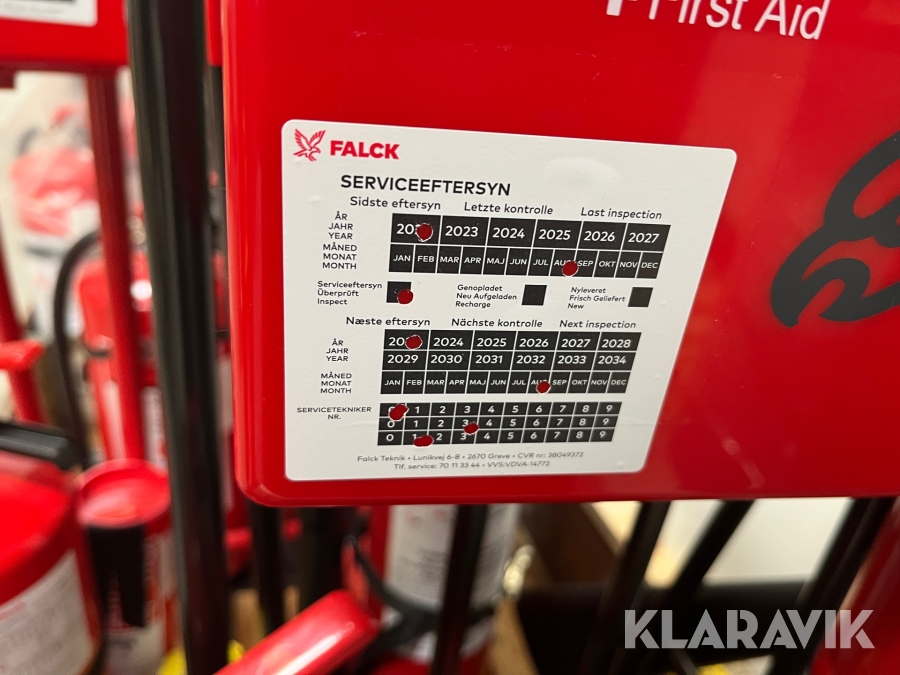 First Aid
FALCK
SERVICEEFTERSYN
Sidste eftersyn Letzte kontrolle Last inspection
ÅR
JAHR
YEAR
2023 2024 2025 2026 2027
MÅNED
MONAT
MONTH
JAN FEB MAR APR MAJ JUN JUL AUG SEP OKT NOV DEC
Serviceeftersyn
Überprüft
Inspect
Genopladet
Neu Aufgeladen
Recharge
Nyleveret
Frisch Geliefert
New
Næste eftersyn Nächste kontrolle Next inspection
ÅR
JAHR
YEAR
2024 2025 2026 2027 2028
2029 2030 2031 2032 2033 2034
MÅNED
MONAT
MONTH
JAN FEB MAR APR MAJ JUN JUL AUG SEP OKT NOV DEC
SERVICETEKNIKER
NR.
0 1 2 3 4 5 6 7 8 9
0 1 2 3 4 5 6 7 8 9
0 1 2 3 4 5 6 7 8 9
Falck Teknik • Lunikvej 6-8 • 2670 Greve • CVR nr: 38049372
Tlf. service: 70 11 33 44 • VVS:VDVA-14772
KLARAVIK